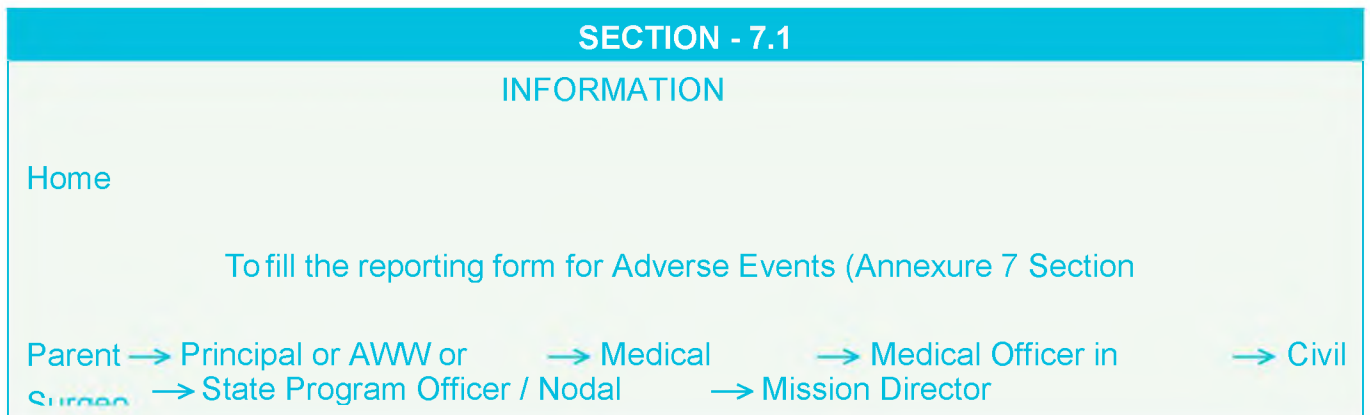 SECTION - 7.1
INFORMATION
Home
To fill the reporting form for Adverse Events (Annexure 7 Section
Parent → Principal or AWW or → Medical → Medical Officer in → Civil
→ State Program Officer / Nodal → Mission Director